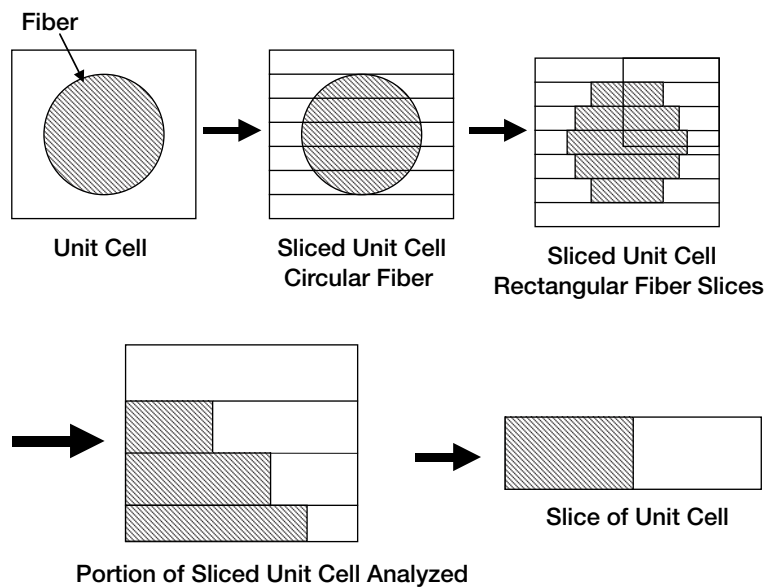 Fiber
Unit Cell
Sliced Unit Cell
Circular Fiber
Sliced Unit Cell
Rectangular Fiber Slices
Portion of Sliced Unit Cell Analyzed
Slice of Unit Cell